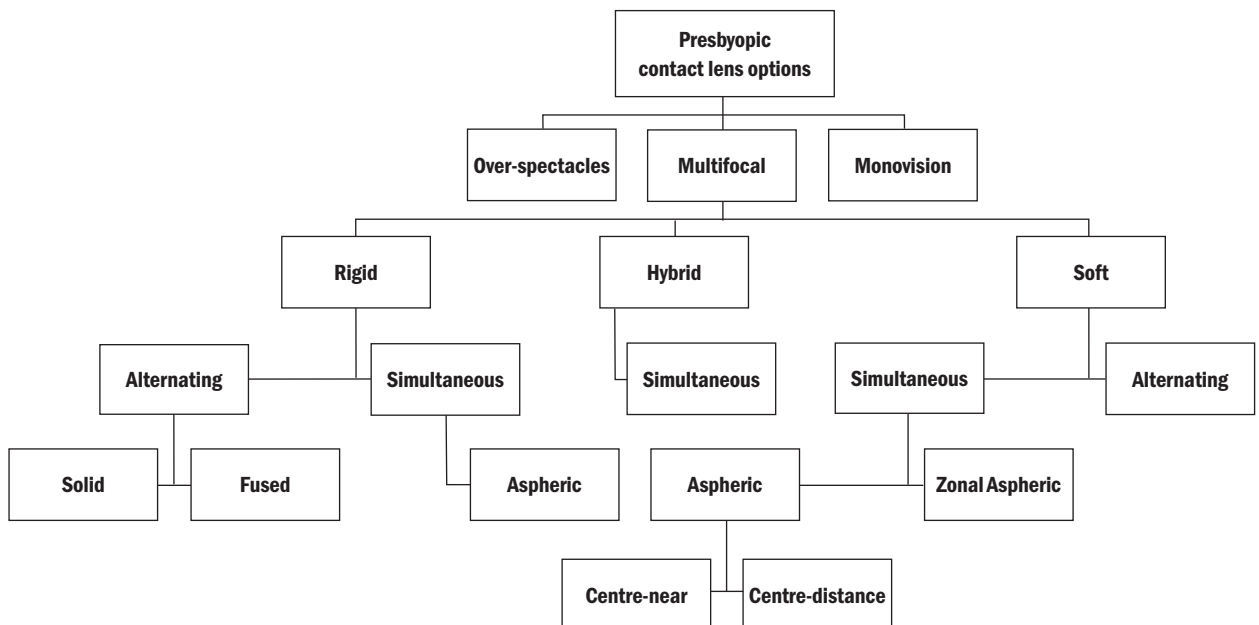 Presbyopic
contact lens options
Over-spectacles
Multifocal
Monovision
Rigid
Hybrid
Soft
Alternating
Simultaneous
Simultaneous
Simultaneous
Alternating
Solid
Fused
Aspheric
Aspheric
Zonal Aspheric
Centre-near
Centre-distance